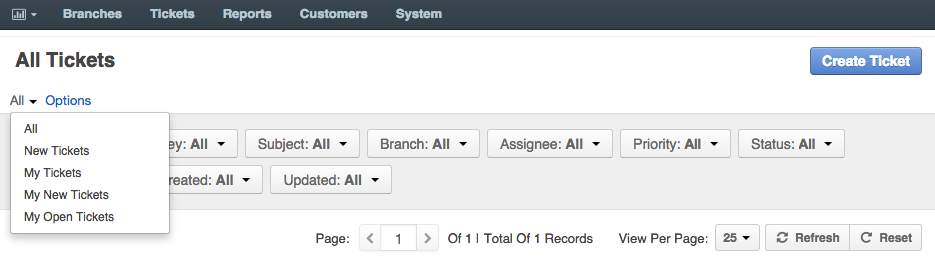 Branches Tickets Reports Customers System
All Tickets
Create Ticket
All Options
All
New Tickets
My Tickets
My New Tickets
My Open Tickets
ey: All Subject: All Branch: All Assignee: All Priority: All Status: All
reated: All Updated: All
Page: 1 Of 1 | Total Of 1 Records View Per Page: 25 Refresh Reset